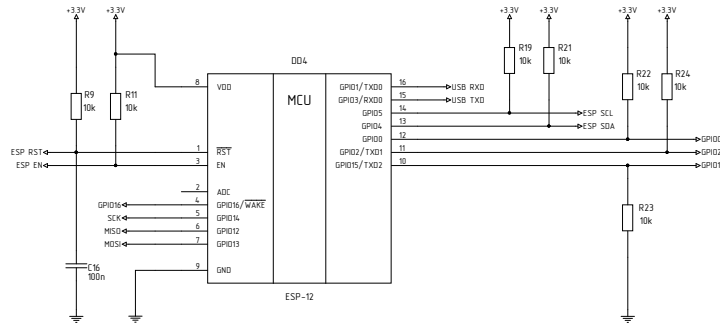 +3.3V +3.3V +3.3V +3.3V +3.3V +3.3V
R19 R21
10k 10k
DD4
R22 R24
10k 10k
R9 R11
10k 10k
8 VDD MCU GPIO1/TXD0 16 USB RXD
GPIO3/RXD0 15 USB TXD
GPIO5 14 ESP SCL
GPIO4 13 ESP SDA
GPIO0 12 GPIO0
ESP RST 1 RST GPIO2/TXD1 11 GPIO2
ESP EN 3 EN GPIO15/TXD2 10
2 ADC
GPIO16 4 GPIO16/WAKE
SCK 5 GPIO14
MISO 6 GPIO12
MOSI 7 GPIO13
R23
10k
C16
100n
9 GND
ESP-12